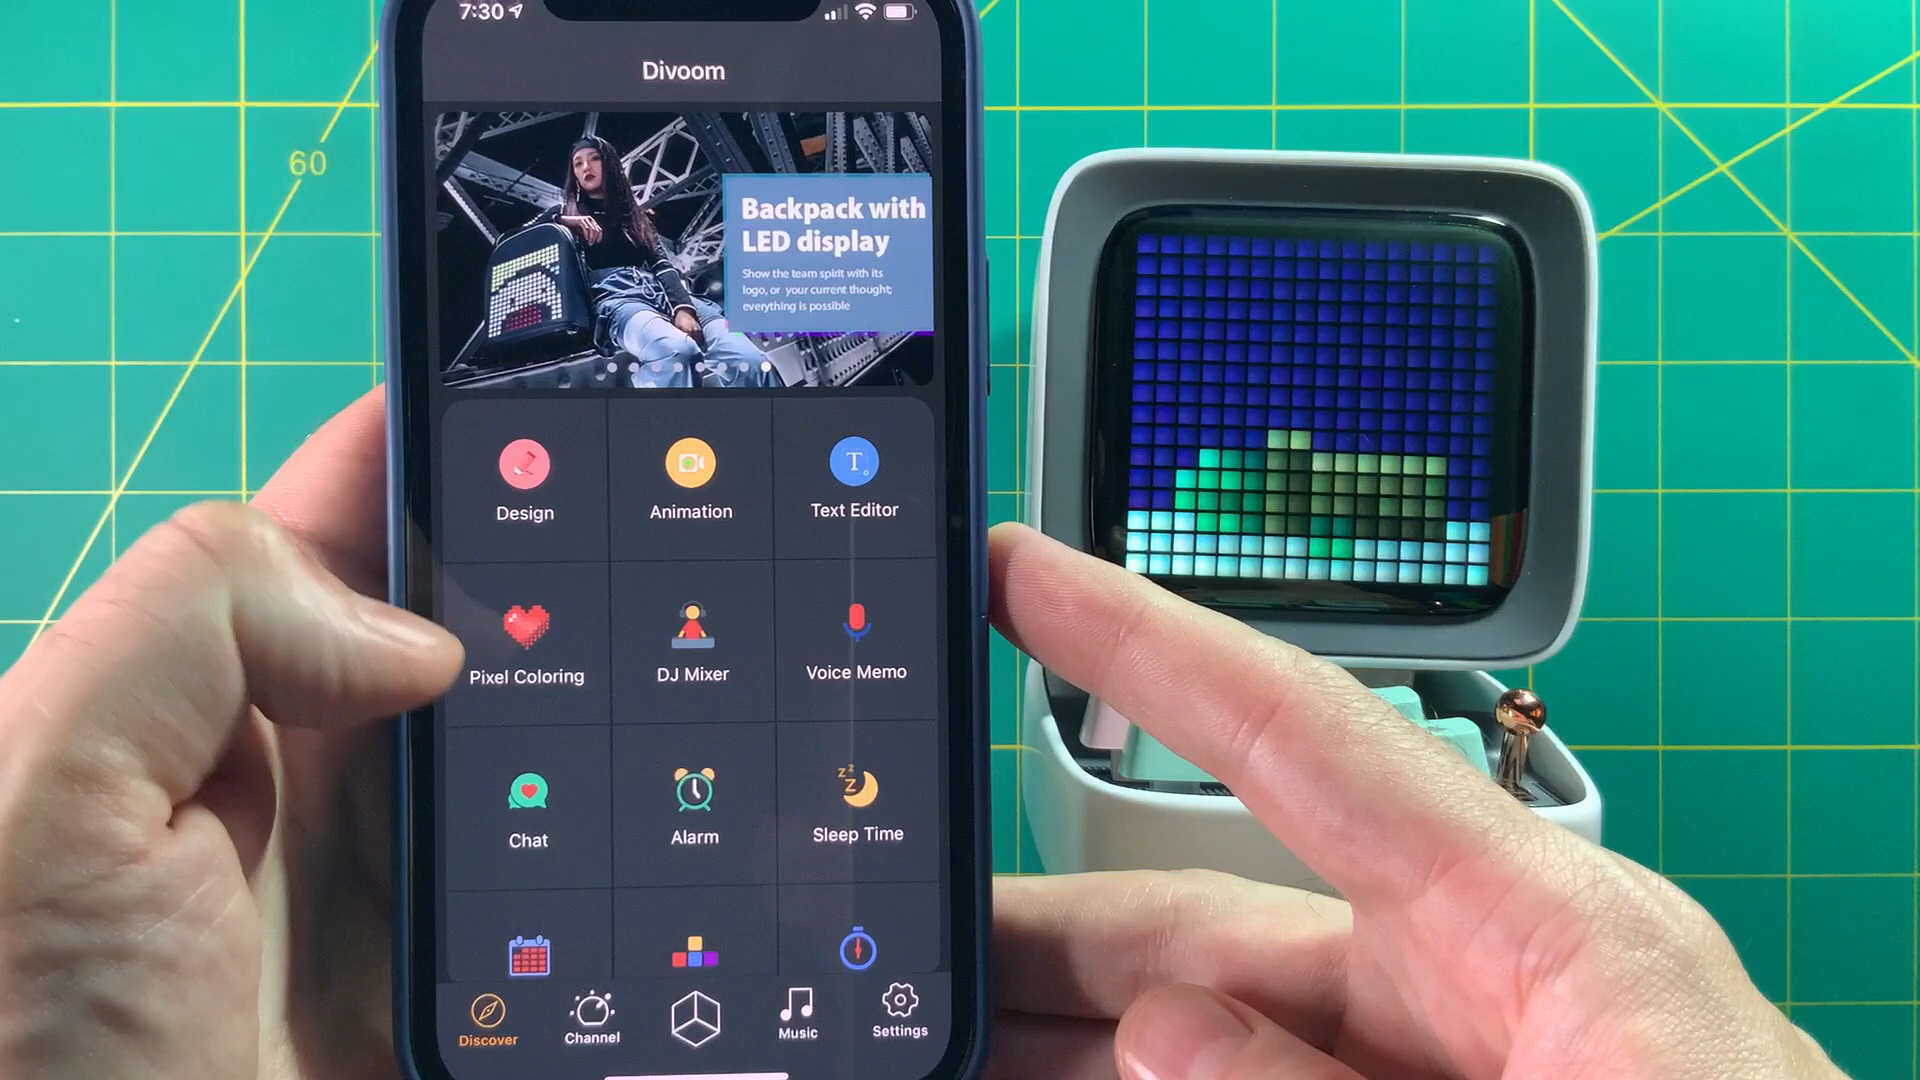 7:30
Divoom
60
Backpack with
LED display
Show the team spirit with its
logo, or your current thought;
everything is possible
Design
Animation
Text Editor
Pixel Coloring
DJ Mixer
Voice Memo
Chat
Alarm
Sleep Time
Discover
Channel
Music
Settings